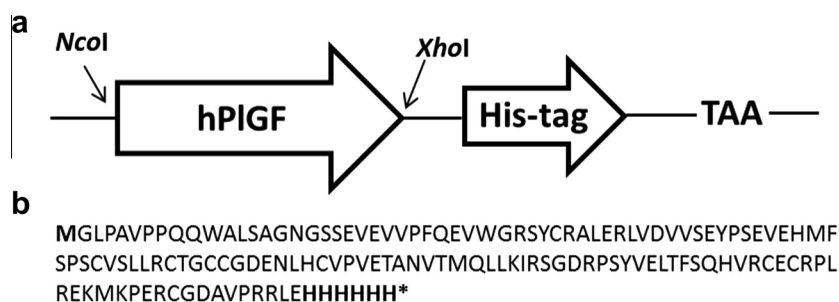 a
NcoI
XhoI
hPlGF
His-tag
TAA
b
MGLPAVPPQQWALSAGNGSSEVEVVPFQEVWGRSYCRALERLVDVVSEYPSEVEHMF
SPSCVSLLRCTGCCGDENLHCVPVETANVTMQLLKIRSGDRPSYVELTFSQHVRCECRPL
REKMKPERCGDAVPRRLEHHHHHH*